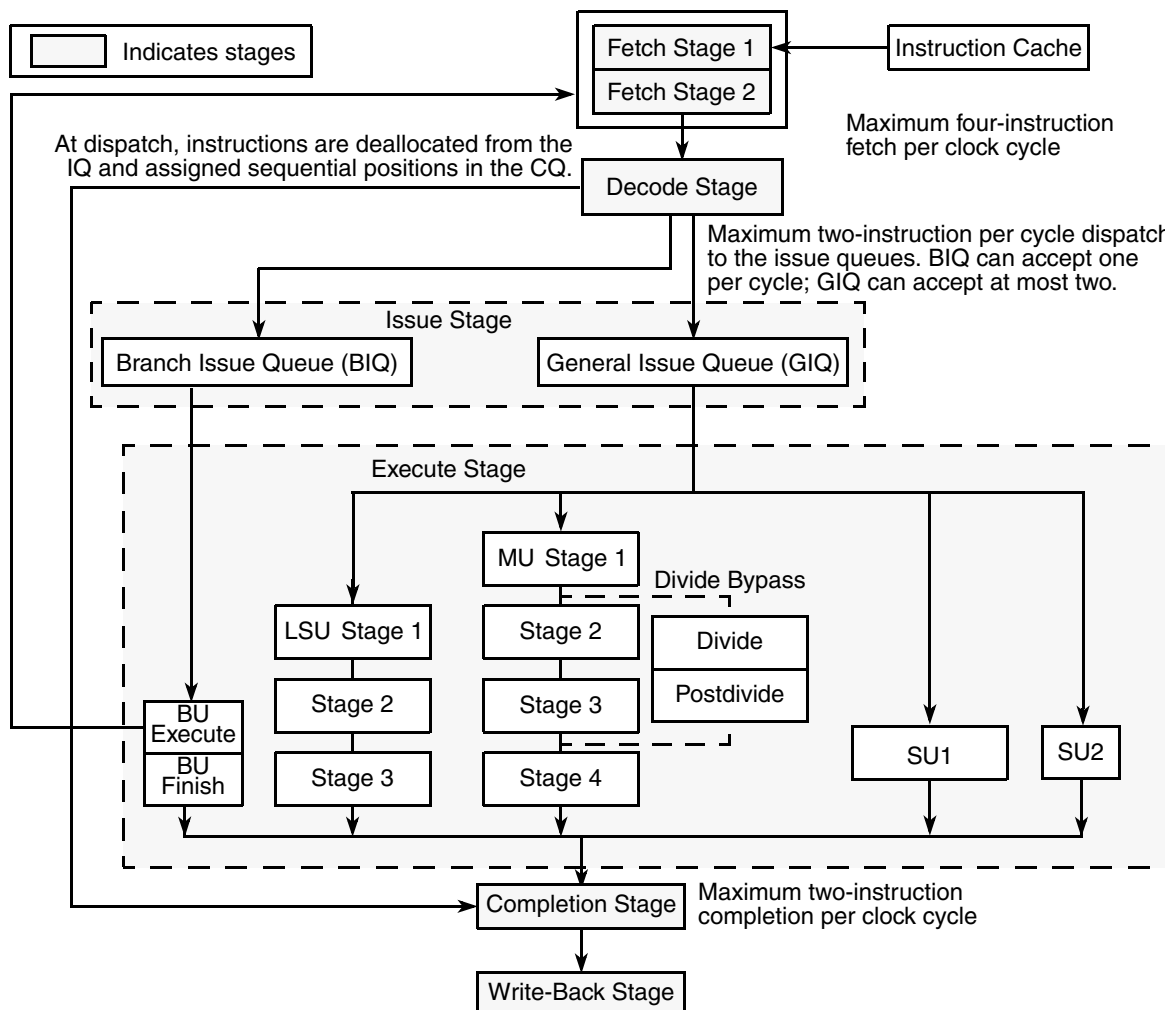 Indicates stages
Fetch Stage 1
Fetch Stage 2
Instruction Cache
Maximum four-instruction
fetch per clock cycle
At dispatch, instructions are deallocated from the
IQ and assigned sequential positions in the CQ.
Decode Stage
Maximum two-instruction per cycle dispatch
to the issue queues. BIQ can accept one
per cycle; GIQ can accept at most two.
Issue Stage
Branch Issue Queue (BIQ)
General Issue Queue (GIQ)
Execute Stage
MU Stage 1
Divide Bypass
LSU Stage 1
Stage 2
Divide
Stage 2
Stage 3
Postdivide
BU
Execute
BU
Finish
Stage 3
Stage 4
SU1
SU2
Completion Stage
Maximum two-instruction
completion per clock cycle
Write-Back Stage